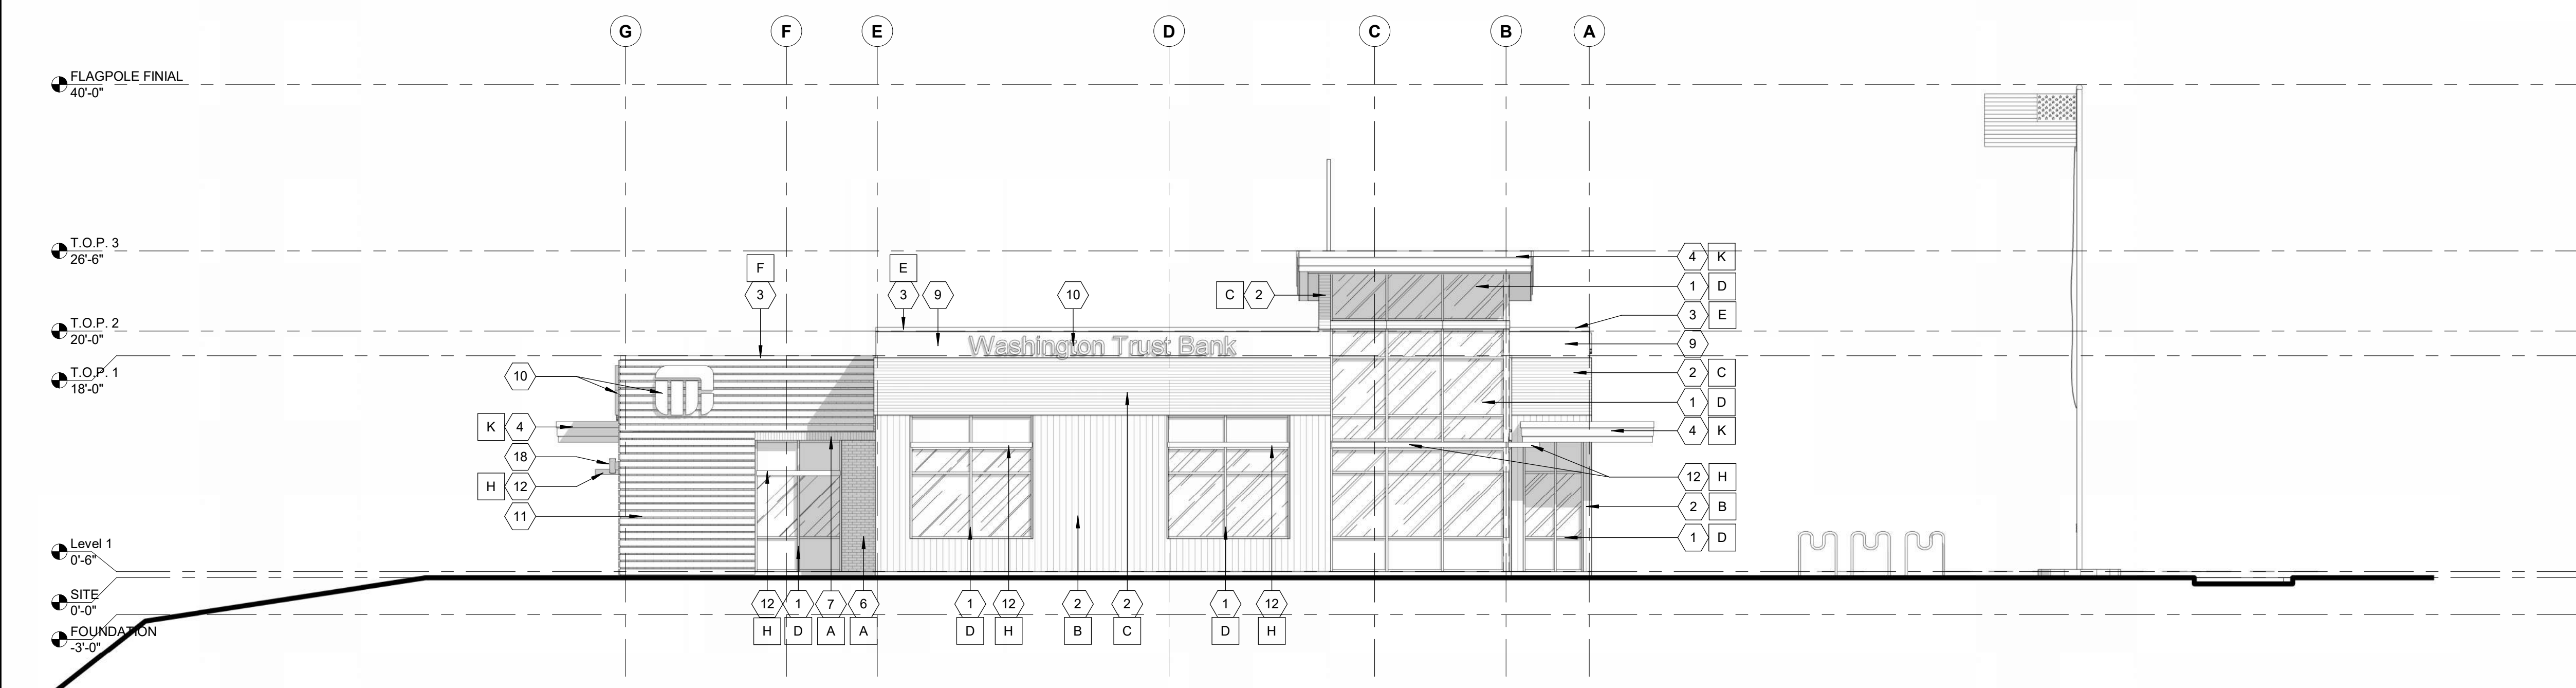 G F E D C B A
FLAGPOLE FINIAL
40'-0"
T.O.P. 3
26'-6"
4 K
F E
1 D
3 3 9 10 C 2
3 E
T.O.P. 2
20'-0"
Washington Trust Bank
9
T.O.P. 1
18'-0"
10
2 C
1 D
K 4
4 K
18
12 H
H 12
2 B
11
1 D
Level 1
0'-6"
SITE
0'-0"
12 1 7 6 1 12 2 2 1 12
H D A A D H B C D H
FOUNDATION
-3'-0"